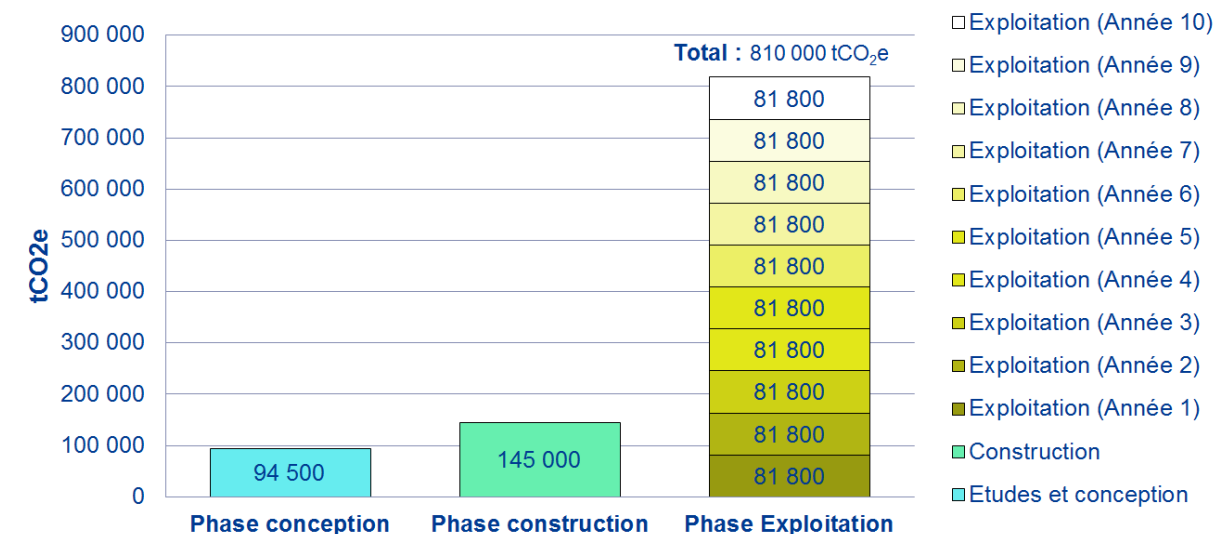 900 000
800 000
700 000
600 000
500 000
400 000
300 000
200 000
100 000
0
tCO2e
Total : 810 000 tCO₂e
81 800
81 800
81 800
81 800
81 800
81 800
81 800
81 800
81 800
81 800
94 500
145 000
Phase conception
Phase construction
Phase Exploitation
Exploitation (Année 10)
Exploitation (Année 9)
Exploitation (Année 8)
Exploitation (Année 7)
Exploitation (Année 6)
Exploitation (Année 5)
Exploitation (Année 4)
Exploitation (Année 3)
Exploitation (Année 2)
Exploitation (Année 1)
Construction
Etudes et conception